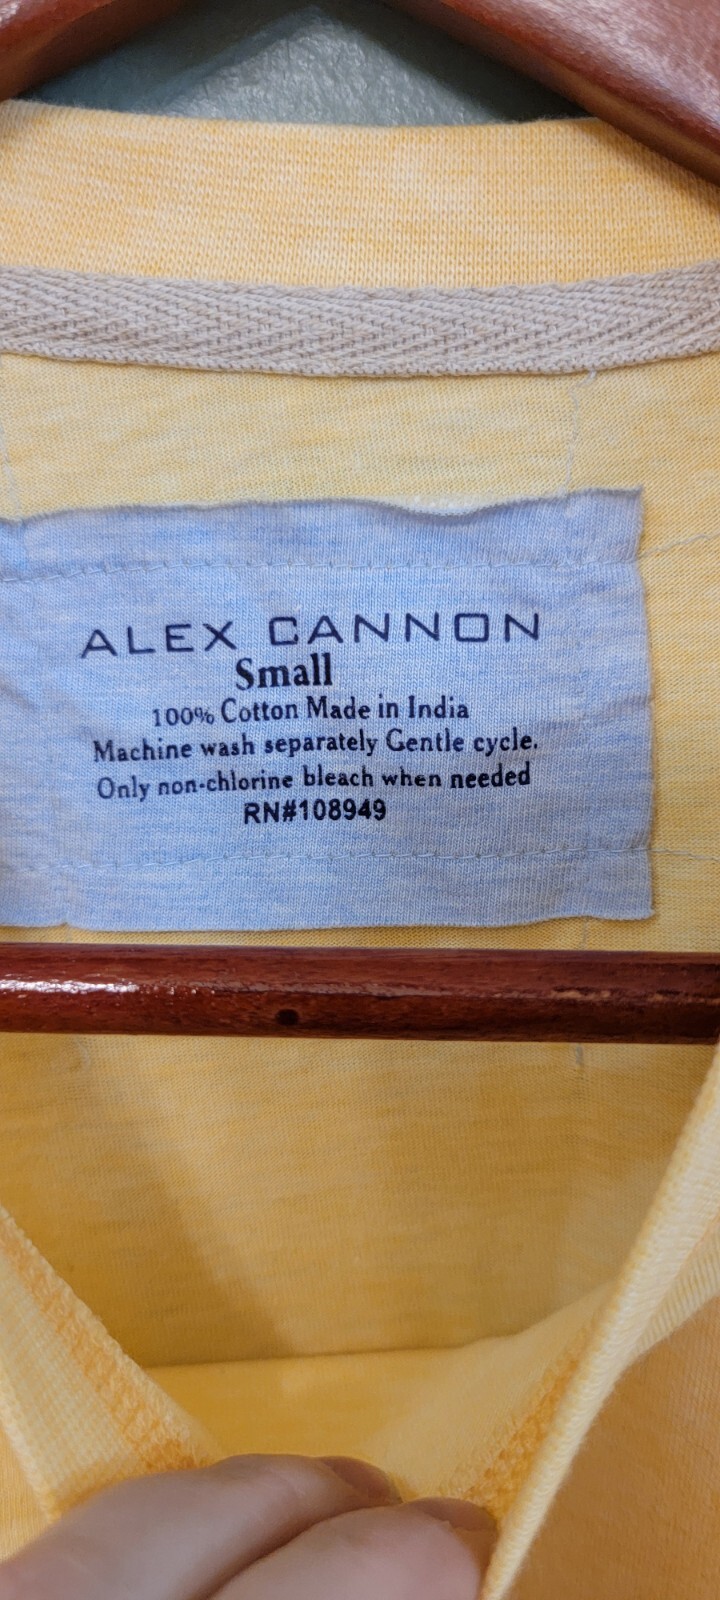 ALEX CANNON
Small
100% Cotton Made in India
Machine wash separately Gentle cycle.
Only non-chlorine bleach when needed
RN#108949